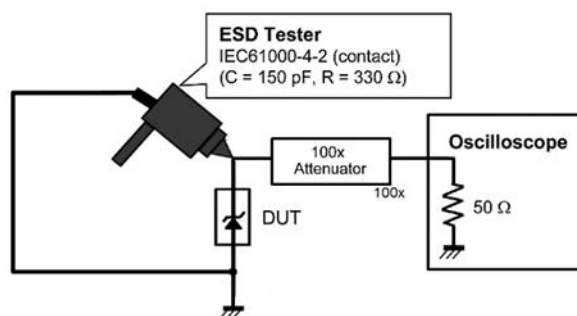 ESD Tester
IEC61000-4-2 (contact)
(C = 150 pF, R = 330 Ω)
100x
Attenuator
100x
Oscilloscope
50 Ω
DUT